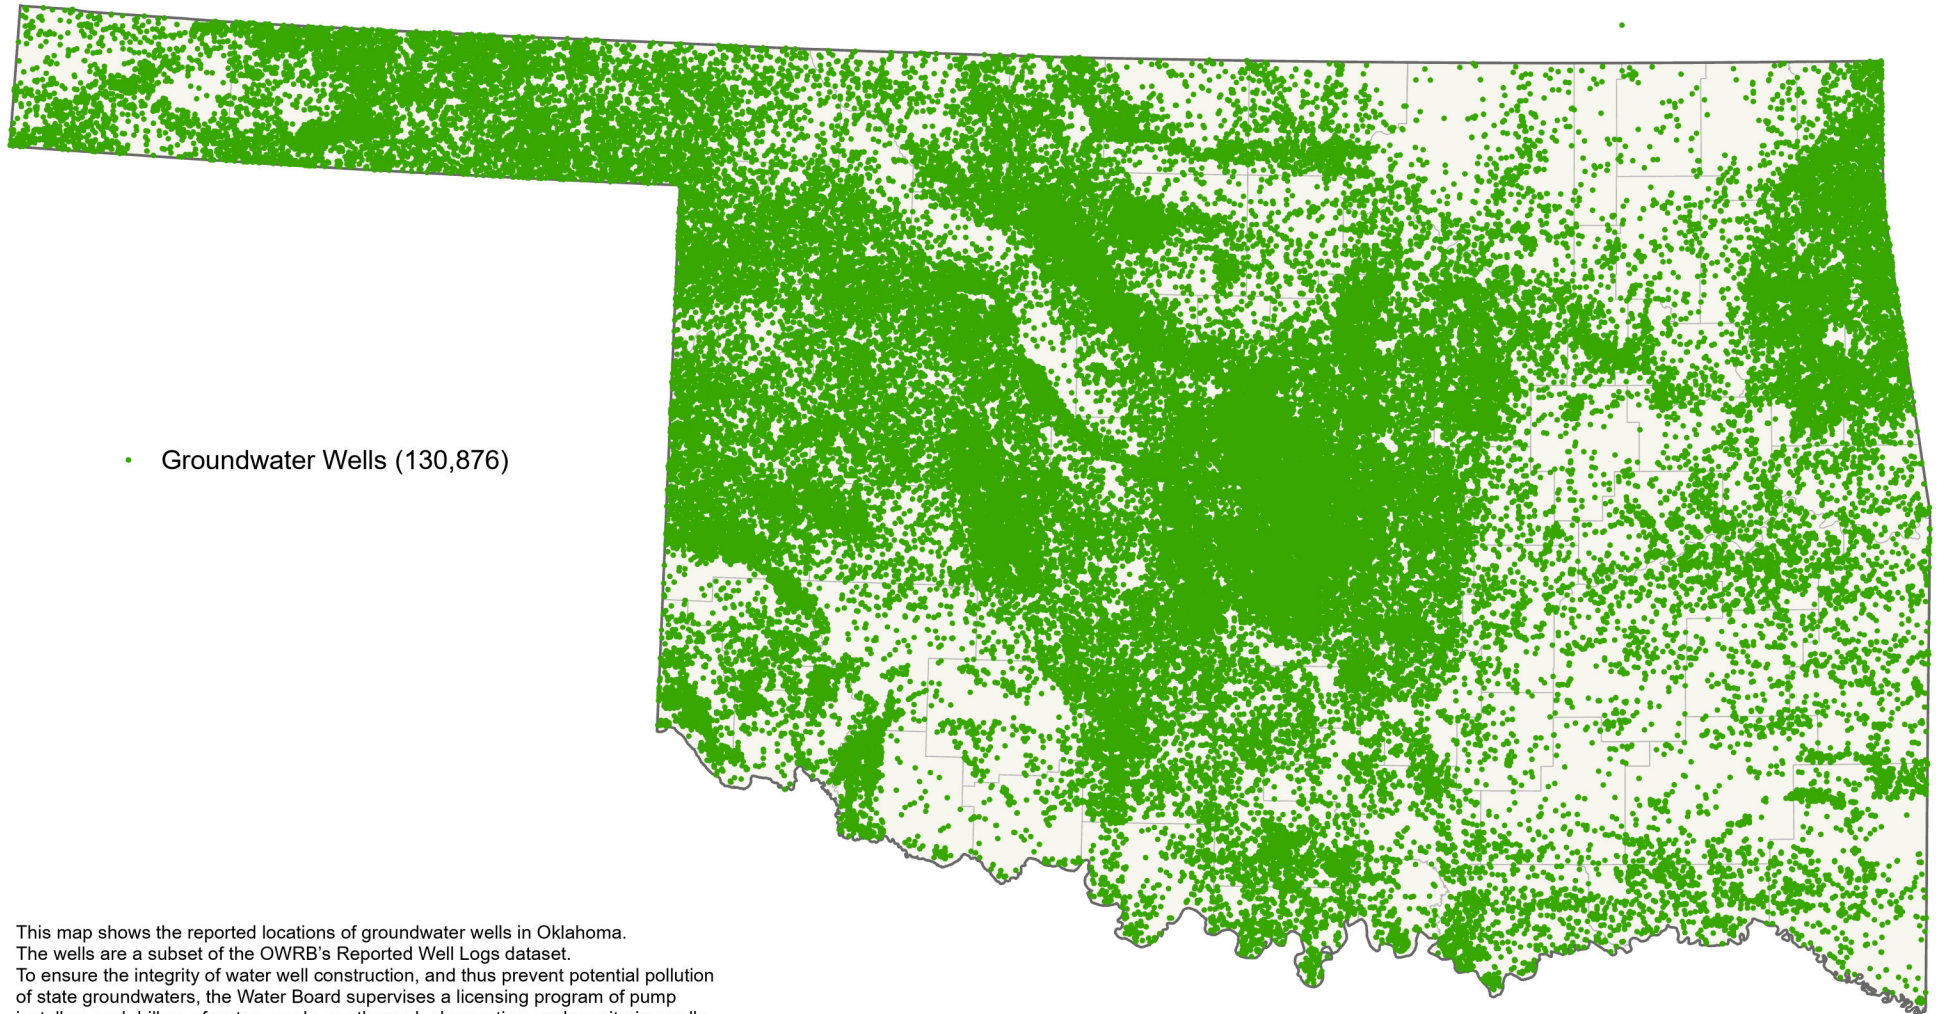 Groundwater Wells (130,876)
This map shows the reported locations of groundwater wells in Oklahoma.
The wells are a subset of the OWRB's Reported Well Logs dataset.
To ensure the integrity of water well construction, and thus prevent potential pollution
of state groundwaters, the Water Board supervises a licensing program of pump